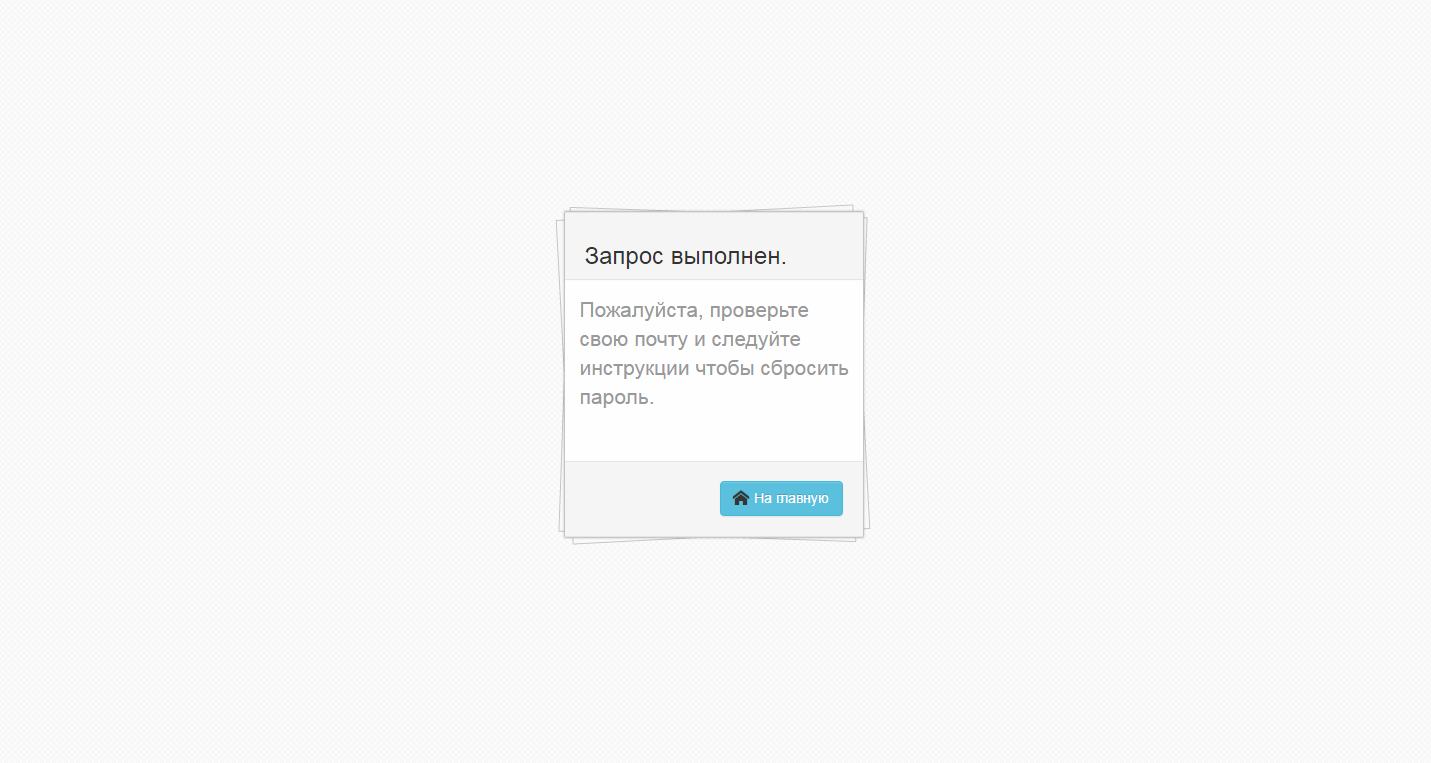 Запрос выполнен.
Пожалуйста, проверьте
свою почту и следуйте
инструкции чтобы сбросить
пароль.
На главную